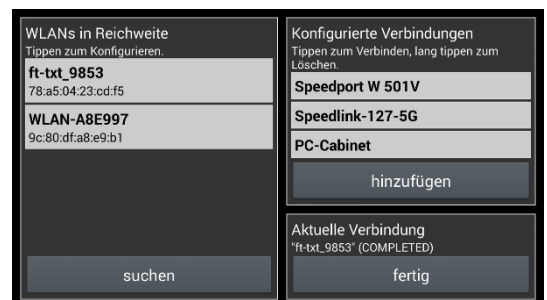 WLANs in Reichweite
Tippen zum Konfigurieren.
ft-txt_9853
78:a5:04:23:cd:f5
WLAN-A8E997
9c:80:df:a8:e9:b1
suchen
Konfigurierte Verbindungen
Tippen zum Verbinden, lang tippen zum
Löschen.
Speedport W 501V
Speedlink-127-5G
PC-Cabinet
hinzufügen
Aktuelle Verbindung
"ft-txt_9853" (COMPLETED)
fertig